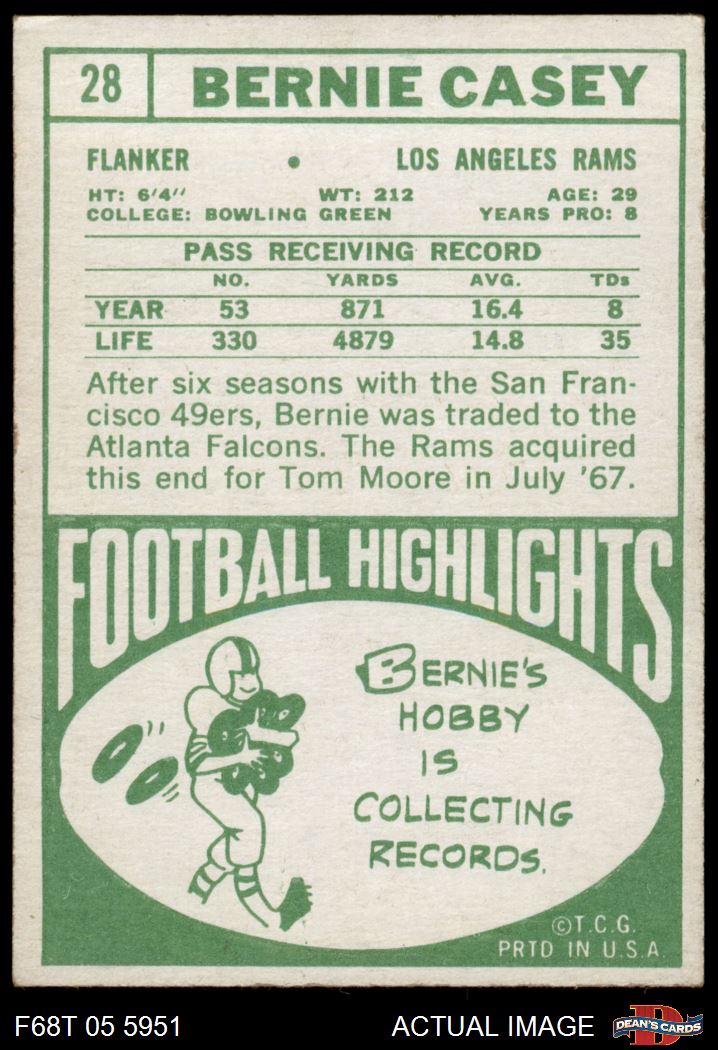 28 BERNIE CASEY
FLANKER • LOS ANGELES RAMS
HT: 6'4" WT: 212 AGE: 29
COLLEGE: BOWLING GREEN YEARS PRO: 8
PASS RECEIVING RECORD
NO. YARDS AVG. TDs
YEAR 53 871 16.4 8
LIFE 330 4879 14.8 35
After six seasons with the San Fran-
cisco 49ers, Bernie was traded to the
Atlanta Falcons. The Rams acquired
this end for Tom Moore in July '67.
FOOTBALL HIGHLIGHTS
BERNIE'S
HOBBY
IS
COLLECTING
RECORDS.
©T.C.G.
PRTD IN U.S.A
F68T 05 5951 ACTUAL IMAGE D DEAN'S CARDS